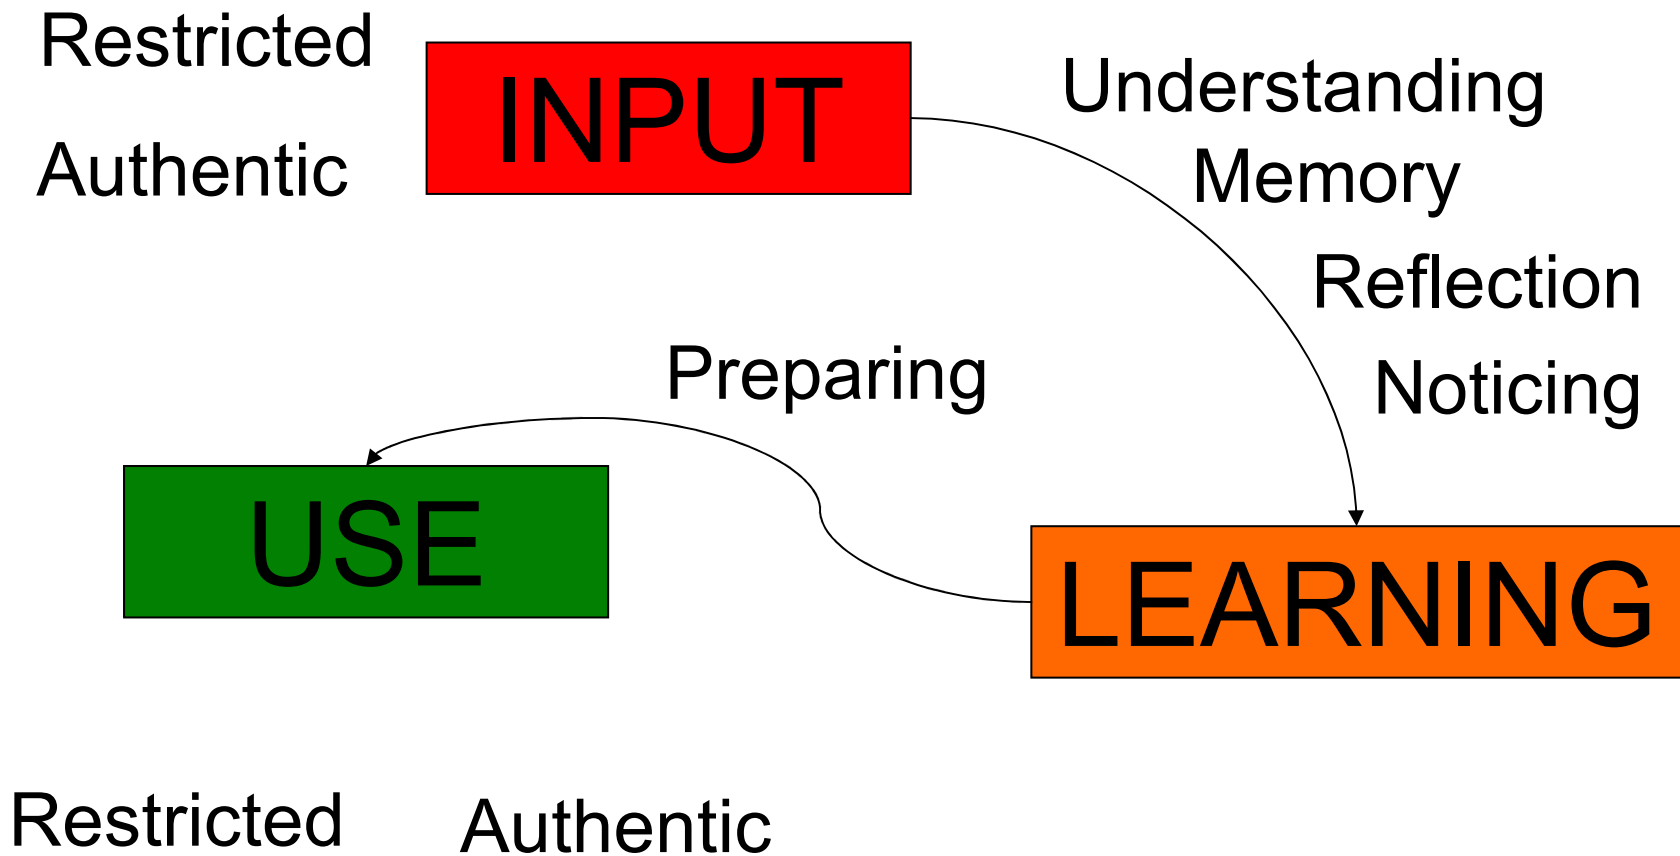 Restricted
INPUT
Understanding
Authentic
Memory
Reflection
Preparing
Noticing
USE
LEARNING
Restricted
Authentic